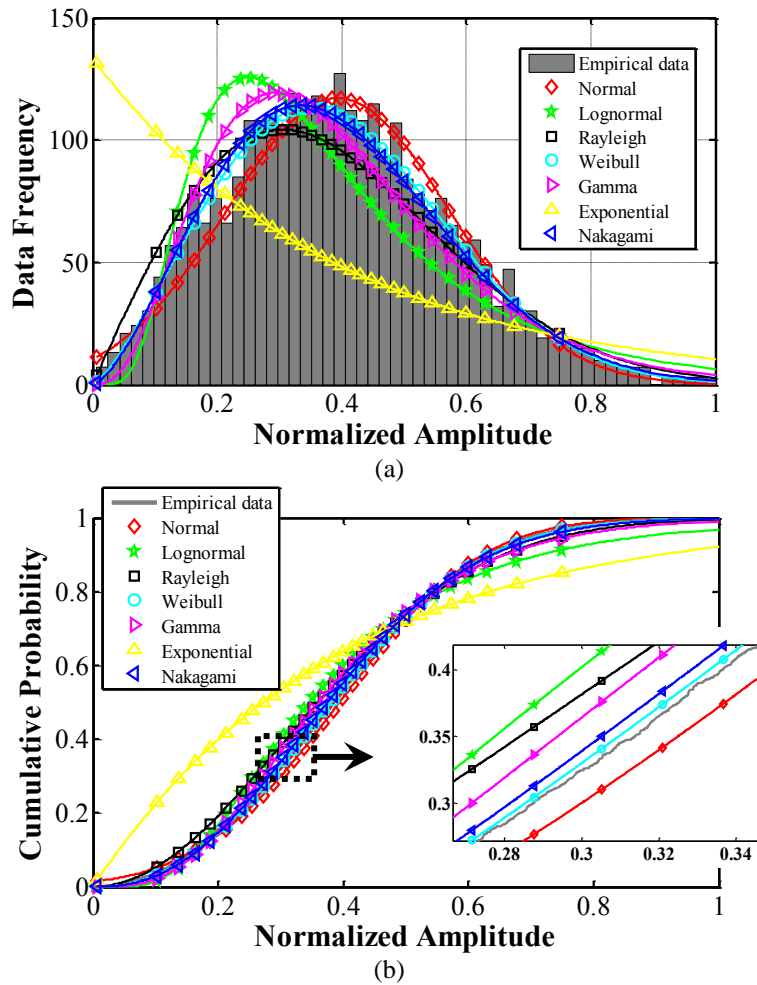 150
100
50
0
Data Frequency
Empirical data
Normal
Lognormal
Rayleigh
Weibull
Gamma
Exponential
Nakagami
0 0.2 0.4 0.6 0.8 1
Normalized Amplitude
(a)
1
0.8
0.6
0.4
0.2
0
Cumulative Probability
Empirical data
Normal
Lognormal
Rayleigh
Weibull
Gamma
Exponential
Nakagami
0.4
0.35
0.3
0.28 0.3 0.32 0.34
0 0.2 0.4 0.6 0.8 1
Normalized Amplitude
(b)